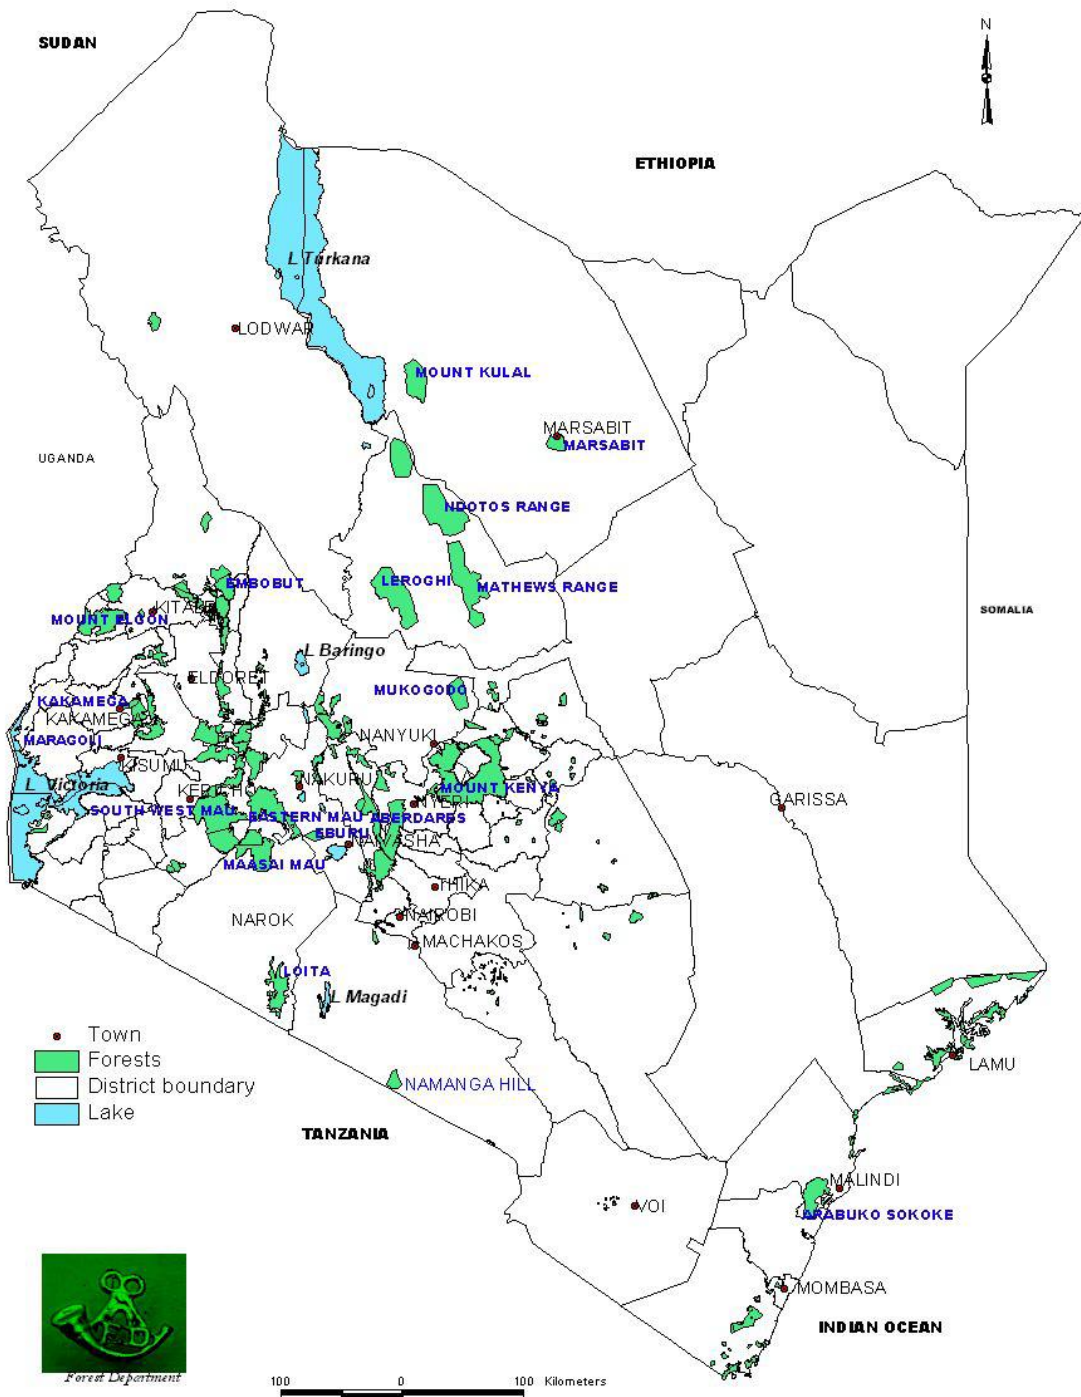 N
SUDAN
ETHIOPIA
L Turkana
LODWAR
MOUNT KULAL
MARSABIT
MARSABIT
UGANDA
NDOTOS RANGE
EMBOBUT
LEROGHI
MATHEWS RANGE
KITALE
MOUNT ELGON
SOMALIA
L Baringo
ELDORET
MUKOGODO
KAKAMEGA
KAKAMEGA
NANYUKI
MARAGOLI
KISUMU
L Victoria
NAKURU
MOUNT KENYA
KERICHO
NYERI
GARISSA
SOUTH WEST MAU
EASTERN MAU
ABERDARES
EBURU
NAIVASHA
MAASAI MAU
THIKA
NAROK
NAIROBI
MACHAKOS
LOITA
L Magadi
Town
Forests
District boundary
Lake
LAMU
NAMANGA HILL
TANZANIA
MALINDI
VOI
ARABUKO SOKOKE
MOMBASA
INDIAN OCEAN
Forest Department
100 0 100 Kilometers